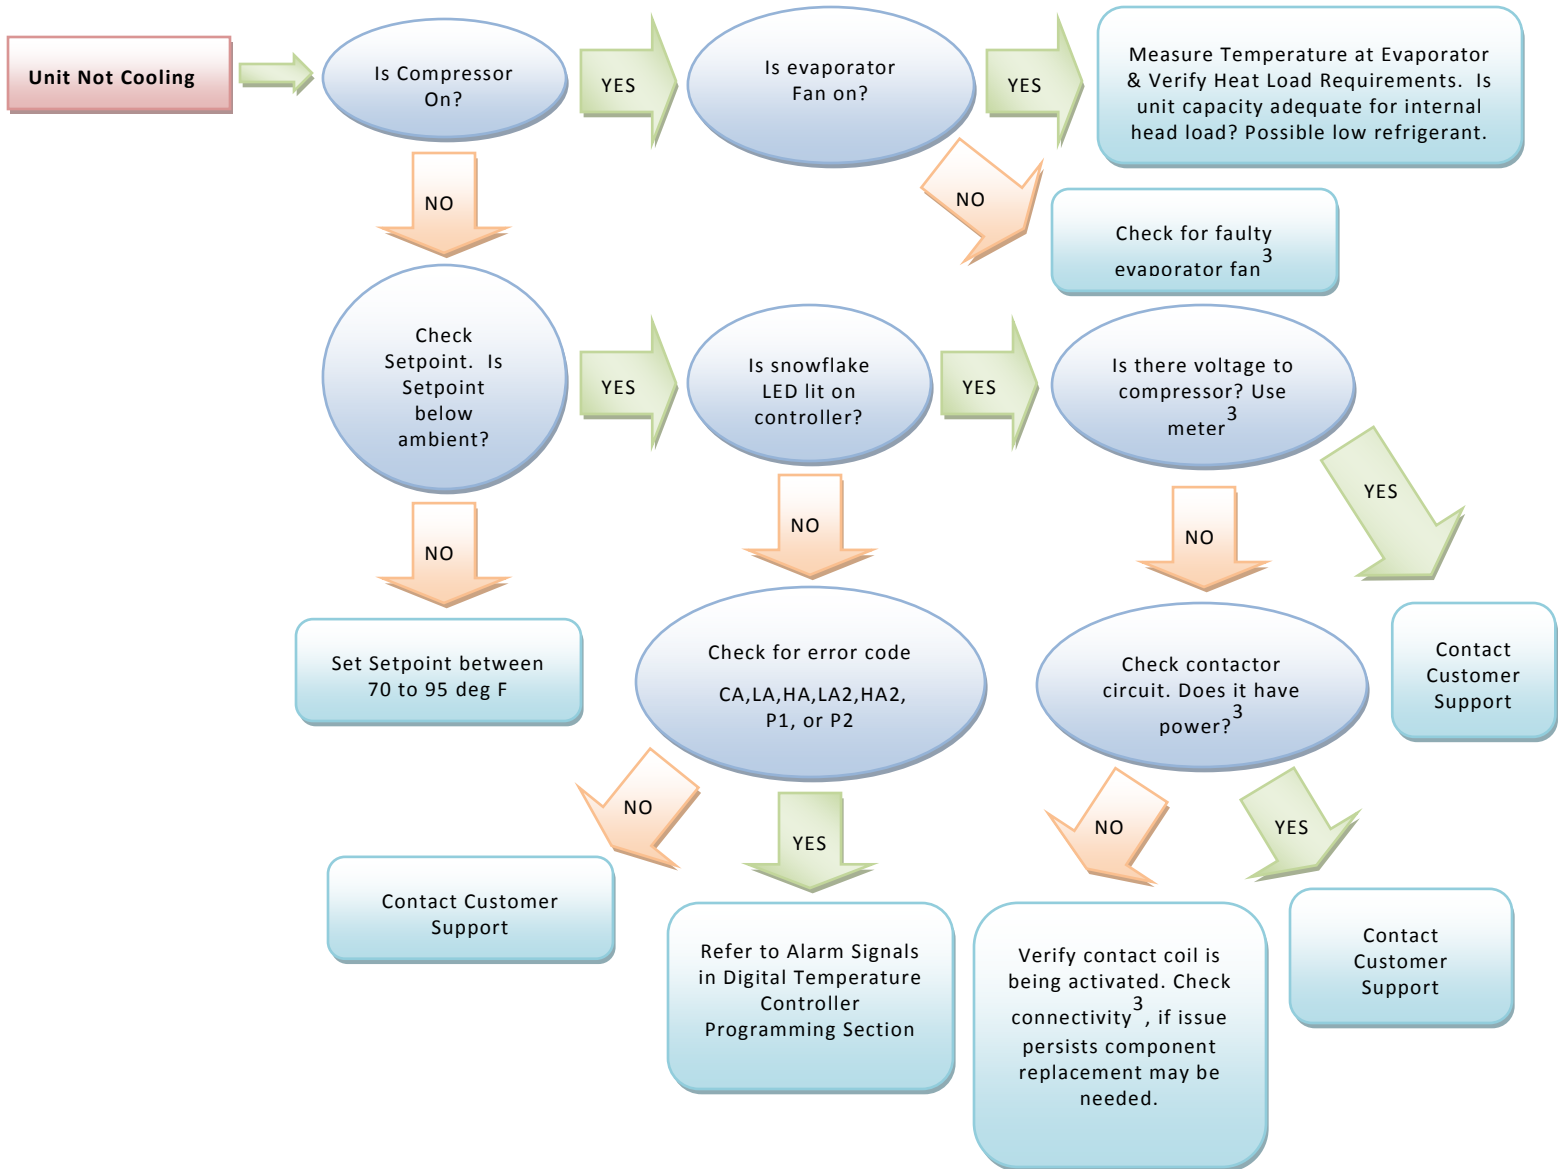 Unit Not Cooling
Is Compressor
On?
YES
Is evaporator
Fan on?
YES
Measure Temperature at Evaporator
& Verify Heat Load Requirements. Is
unit capacity adequate for internal
head load? Possible low refrigerant.
NO
NO
Check for faulty
evaporator fan3
Check
Setpoint. Is
Setpoint
below
ambient?
YES
Is snowflake
LED lit on
controller?
YES
Is there voltage to
compressor? Use
meter3
YES
NO
NO
NO
Set Setpoint between
70 to 95 deg F
Check for error code
CA,LA,HA,LA2,HA2,
P1, or P2
Check contactor
circuit. Does it have
power?3
Contact
Customer
Support
NO
YES
NO
YES
Contact Customer
Support
Refer to Alarm Signals
in Digital Temperature
Controller
Programming Section
Verify contact coil is
being activated. Check
connectivity3, if issue
persists component
replacement may be
needed.
Contact
Customer
Support